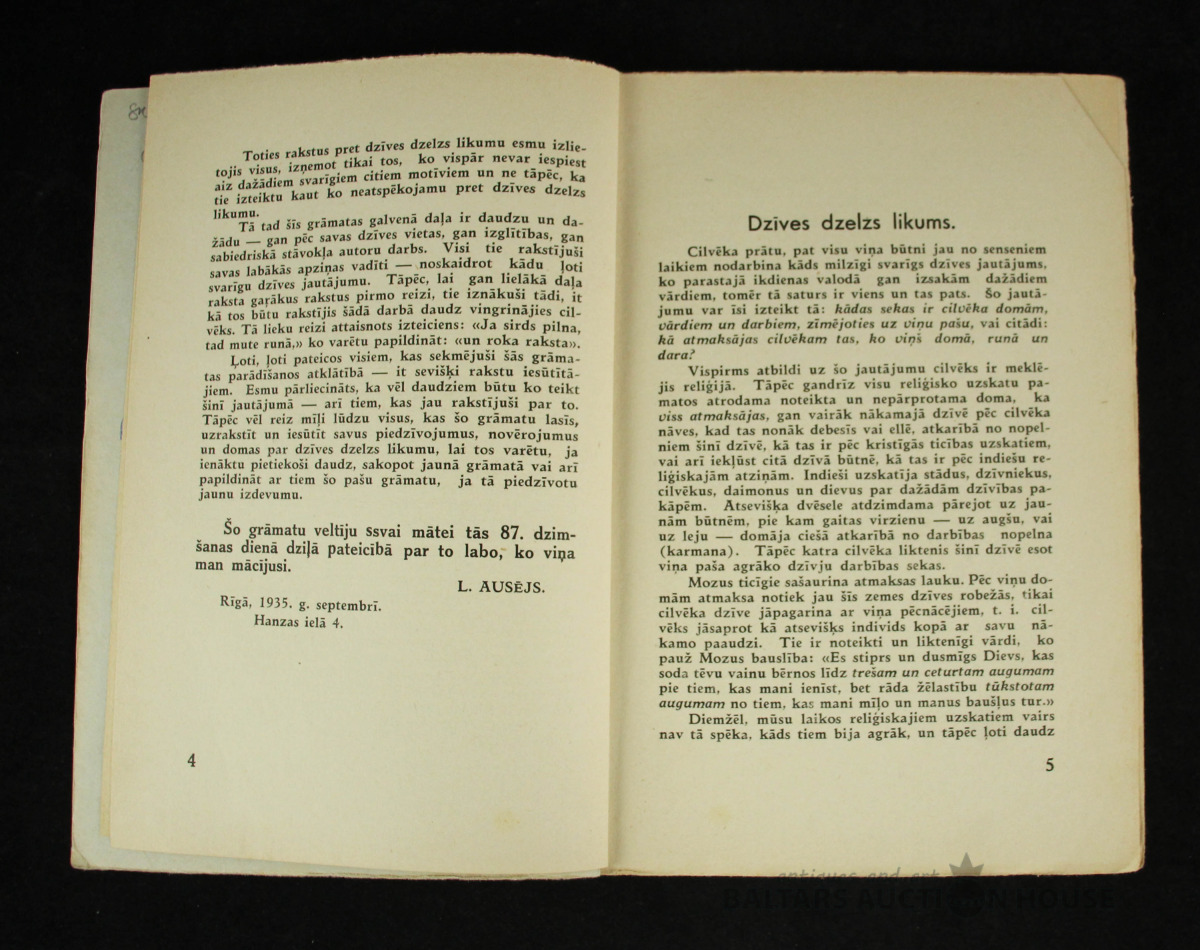 Toties rakstus pret dzīves dzelzs likumu esmu izlie-
tojis visus, izņemot tikai tos, ko vispār nevar iespiest
aiz dažādiem svarīgiem citiem motīviem un ne tāpēc, ka
tie izteiktu kaut ko neatspēkojamu pret dzīves dzelzs
likumu.
Tā tad šīs grāmatas galvenā daļa ir daudzu un da-
žādu — gan pēc savas dzīves vietas, gan izglītības, gan
sabiedriskā stāvokļa autoru darbs. Visi tie rakstījuši
savas labākās apziņas vadīti — noskaidrot kādu ļoti
svarīgu dzīves jautājumu. Tāpēc, lai gan lielākā daļa
raksta gaŗākus rakstus pirmo reizi, tie iznākuši tādi, it
kā tos būtu rakstījis šādā darbā daudz vingrinājies cil-
vēks. Tā lieku reizi attaisnots izteiciens: «Ja sirds pilna,
tad mute runā,» ko varētu papildināt: «un roka raksta».
Ļoti, ļoti pateicos visiem, kas sekmējuši šās grāma-
tas parādīšanos atklātībā — it sevišķi rakstu iesūtītā-
jiem. Esmu pārliecināts, ka vēl daudziem būtu ko teikt
šinī jautājumā — arī tiem, kas jau rakstījuši par to.
Tāpēc vēl reiz mīļi lūdzu visus, kas šo grāmatu lasīs,
uzrakstīt un iesūtīt savus piedzīvojumus, novērojumus
un domas par dzīves dzelzs likumu, lai tos varētu, ja
ienāktu pietiekoši daudz, sakopot jaunā grāmatā vai arī
papildināt ar tiem šo pašu grāmatu, ja tā piedzīvotu
jaunu izdevumu.
Šo grāmatu veltīju ssvai mātei tās 87. dzim-
šanas dienā dziļā pateicībā par to labo, ko viņa
man mācījusi.
L. AUSĒJS.
Rīgā, 1935. g. septembrī.
Hanzas ielā 4.
4
Dzīves dzelzs likums.
Cilvēka prātu, pat visu viņa būtni jau no senseniem
laikiem nodarbina kāds milzīgi svarīgs dzīves jautājums,
ko parastajā ikdienas valodā gan izsakām dažādiem
vārdiem, tomēr tā saturs ir viens un tas pats. Šo jautā-
jumu var īsi izteikt tā: kādas sekas ir cilvēka domām,
vārdiem un darbiem, zīmējoties uz viņu pašu, vai citādi:
kā atmaksājas cilvēkam tas, ko viņš domā, runā un
dara?
Vispirms atbildi uz šo jautājumu cilvēks ir meklē-
jis reliģijā. Tāpēc gandrīz visu reliģisko uzskatu pa-
matos atrodama noteikta un nepārprotama doma, ka
viss atmaksājas, gan vairāk nākamajā dzīvē pēc cilvēka
nāves, kad tas nonāk debesīs vai ellē, atkarībā no nopel-
niem šinī dzīvē, kā tas ir pēc kristīgās ticības uzskatiem,
vai arī iekļūst citā dzīvā būtnē, kā tas ir pēc indiešu re-
liģiskajām atziņām. Indieši uzskatīja stādus, dzīvniekus,
cilvēkus, daimonus un dievus par dažādām dzīvības pa-
kāpēm. Atsevišķa dvēsele atdzimdama pārejot uz jau-
nām būtnēm, pie kam gaitas virzienu — uz augšu, vai
uz leju — domāja ciešā atkarībā no darbības nopelna
(karmana). Tāpēc katra cilvēka liktenis šinī dzīvē esot
viņa paša agrāko dzīvju darbības sekas.
Mozus ticīgie sašaurina atmaksas lauku. Pēc viņu do-
mām atmaksa notiek jau šīs zemes dzīves robežās, tikai
cilvēka dzīve jāpagarina ar viņa pēcnācējiem, t. i. cil-
vēks jāsaprot kā atsevišķs individs kopā ar savu nā-
kamo paaudzi. Tie ir noteikti un liktenīgi vārdi, ko
pauž Mozus bauslība: «Es stiprs un dusmīgs Dievs, kas
soda tēvu vainu bērnos līdz trešam un ceturtam augumam
pie tiem, kas mani ienīst, bet rāda žēlastību tūkstotam
augumam no tiem, kas mani mīļo un manus baušļus tur.»
Diemžēl, mūsu laikos reliģiskajiem uzskatiem vairs
nav tā spēka, kāds tiem bija agrāk, un tāpēc ļoti daudz
5
antiques and art
BALTARS AUCTION HOUSE